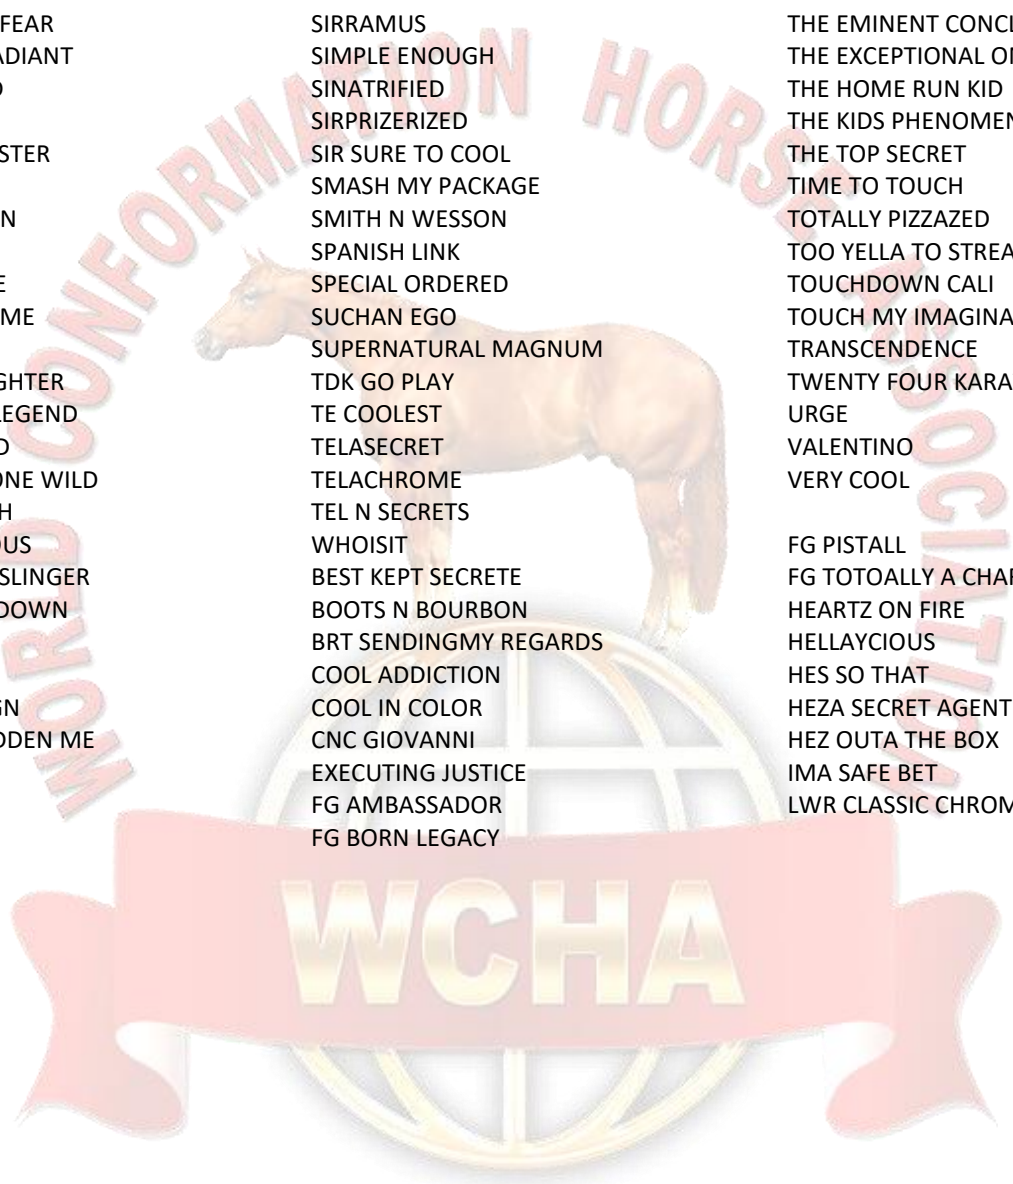 FEAR
ADIANT
STER
N
E
ME
GHTER
LEGEND
ONE WILD
H
OUS
SLINGER
DOWN
GN
DDEN ME
SIRRAMUS
SIMPLE ENOUGH
SINATRIFIED
SIRPRIZERIZED
SIR SURE TO COOL
SMASH MY PACKAGE
SMITH N WESSON
SPANISH LINK
SPECIAL ORDERED
SUCHAN EGO
SUPERNATURAL MAGNUM
TDK GO PLAY
TE COOLEST
TELASECRET
TELACHROME
TEL N SECRETS
WHOISIT
BEST KEPT SECRETE
BOOTS N BOURBON
BRT SENDINGMY REGARDS
COOL ADDICTION
COOL IN COLOR
CNC GIOVANNI
EXECUTING JUSTICE
FG AMBASSADOR
FG BORN LEGACY
THE EMINENT CONCL
THE EXCEPTIONAL
THE HOME RUN KID
THE KIDS PHENOMEN
THE TOP SECRET
TIME TO TOUCH
TOTALLY PIZZAZED
TOO YELLA TO STREA
TOUCHDOWN CALI
TOUCH MY IMAGINA
TRANSCENDENCE
TWENTY FOUR KARA
URGE
VALENTINO
VERY COOL
FG PISTALL
FG TOTOALLY A CHA
HEARTZ ON FIRE
HELLAYCIOUS
HES SO THAT
HEZA SECRET AGENT
HEZ OUTA THE BOX
IMA SAFE BET
LWR CLASSIC CHROM
WORLD CONFORMATION HORSE ASSOCIATION
WCHA